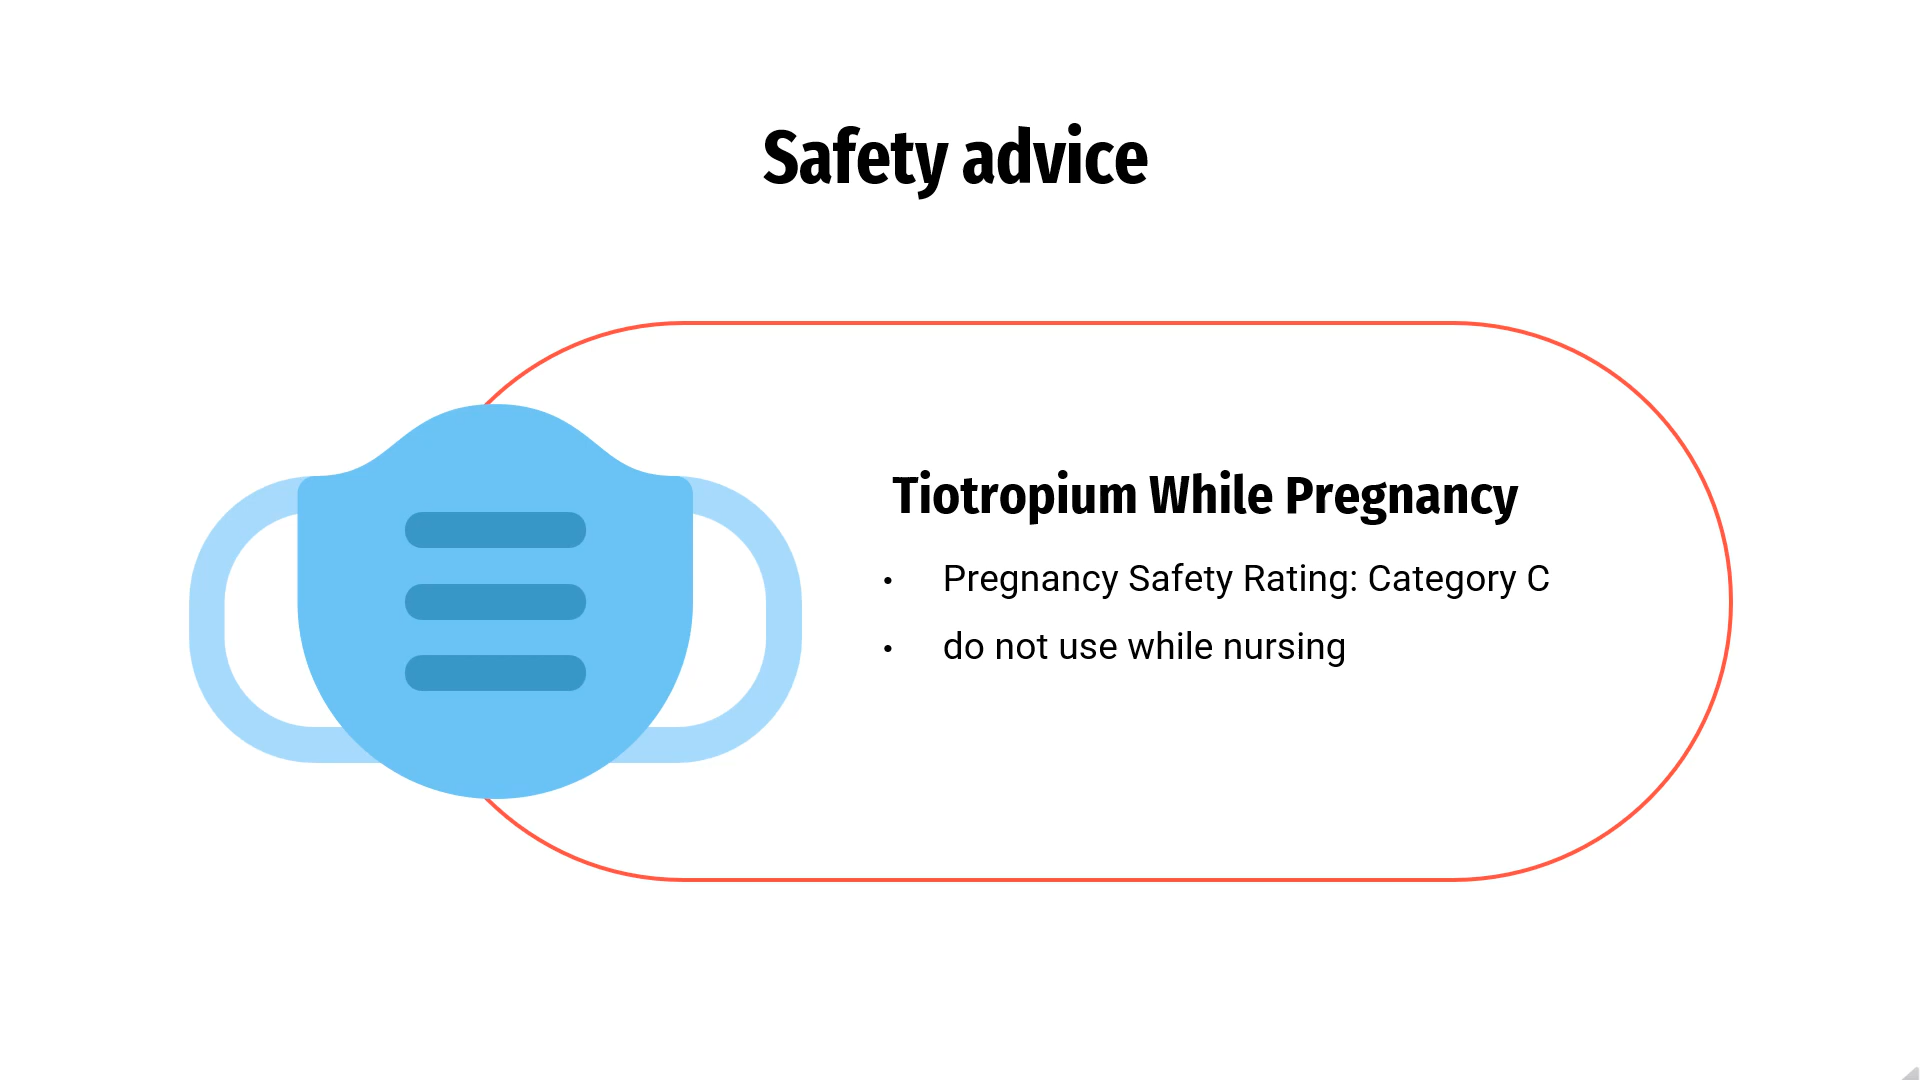 Safety advice
Tiotropium While Pregnancy
• Pregnancy Safety Rating: Category C
• do not use while nursing